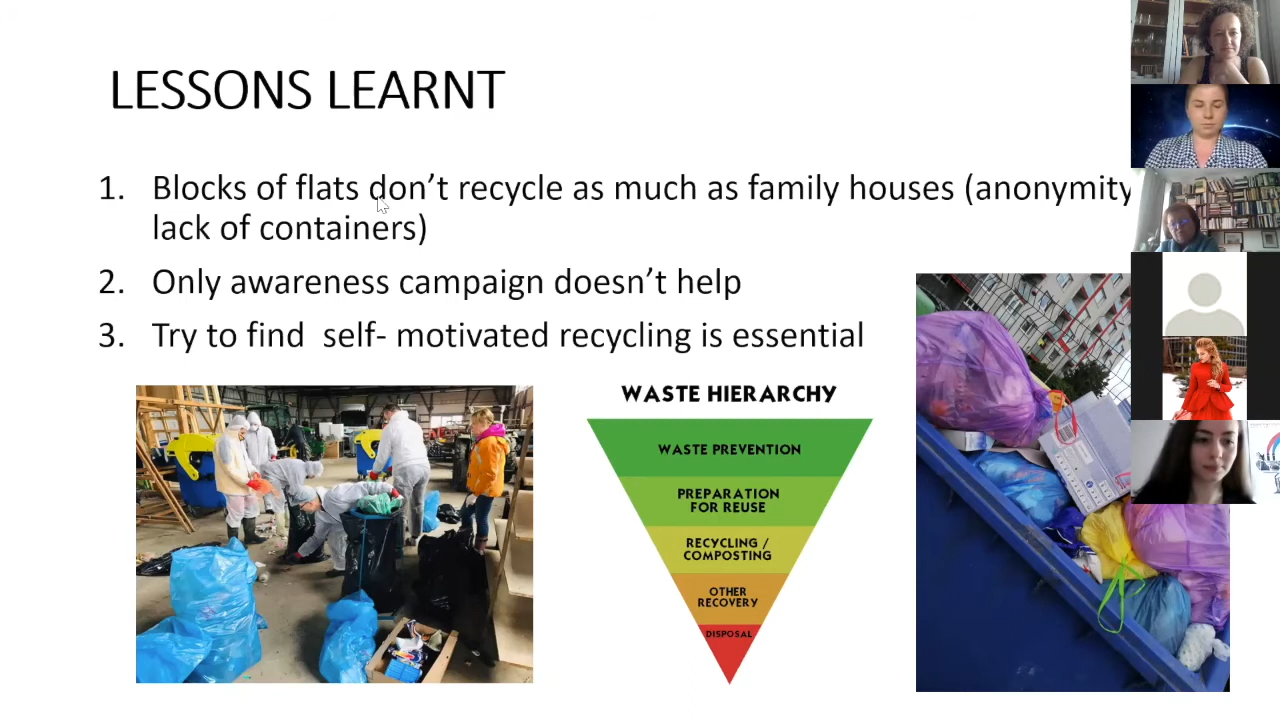 LESSONS LEARNT
1. Blocks of flats don't recycle as much as family houses (anonymity
lack of containers)
2. Only awareness campaign doesn't help
3. Try to find  self- motivated recycling is essential
WASTE HIERARCHY
WASTE PREVENTION
PREPARATION
FOR REUSE
RECYCLING /
COMPOSTING
OTHER
RECOVERY
DISPOSAL